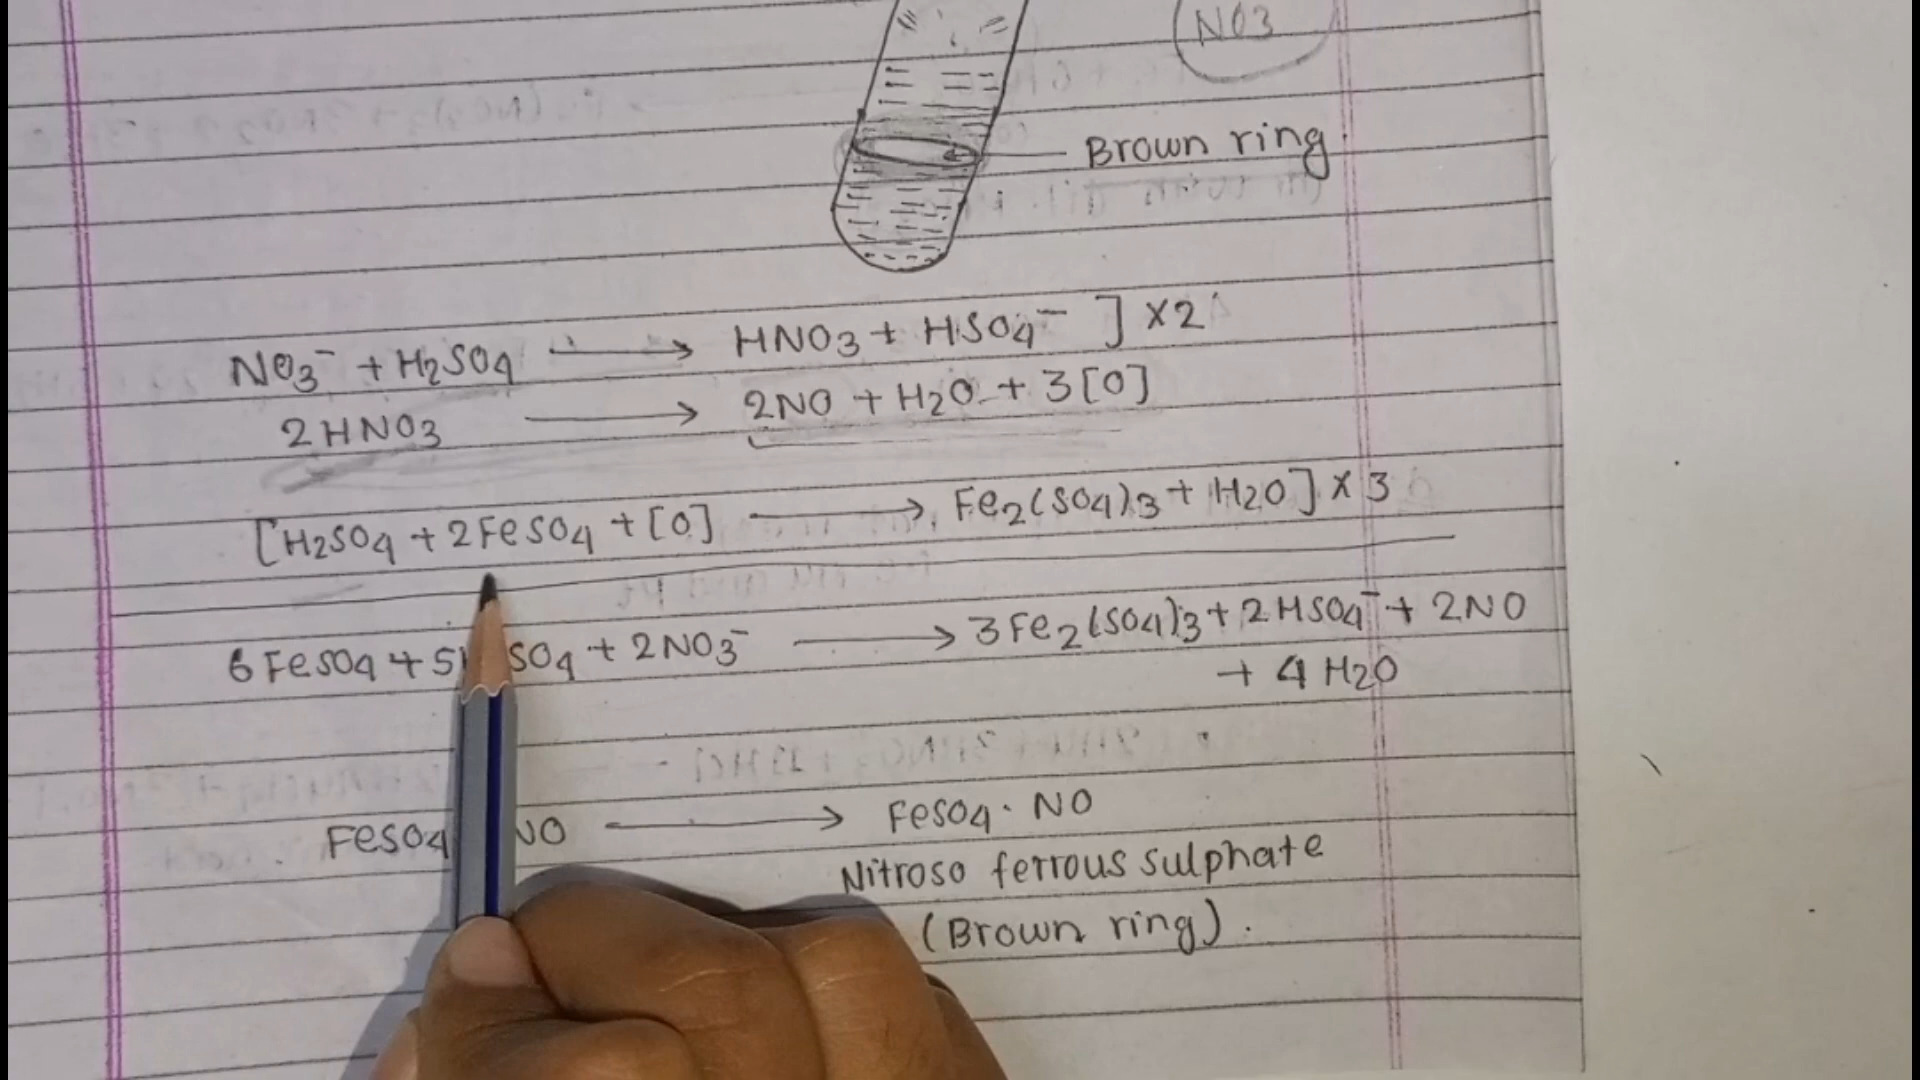 NO3
Brown ring
NO3⁻ + H2SO4 ⟶ HNO3 + HSO4⁻ ] ×2
2HNO3 ⟶ 2NO + H2O + 3[O]
[H2SO4 + 2FeSO4 + [O] ⟶ Fe2(SO4)3 + H2O] × 3
6FeSO4 + 5 SO4 + 2NO3⁻ ⟶ 3Fe2(SO4)3 + 2HSO4⁻ + 2NO
+ 4H2O
FeSO4 NO ⟶ FeSO4 · NO
Nitroso ferrous sulphate
(Brown ring).